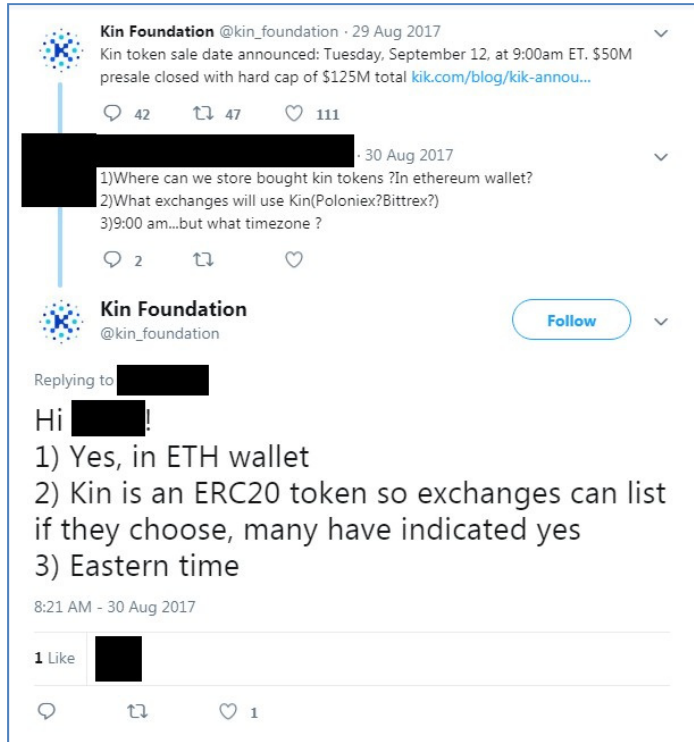 Kin Foundation @kin_foundation · 29 Aug 2017
Kin token sale date announced: Tuesday, September 12, at 9:00am ET. $50M
presale closed with hard cap of $125M total kik.com/blog/kik-annou...
42 47 111
· 30 Aug 2017
1)Where can we store bought kin tokens ?In ethereum wallet?
2)What exchanges will use Kin(Poloniex?Bittrex?)
3)9:00 am...but what timezone ?
2
Kin Foundation
@kin_foundation
Follow
Replying to
Hi !
1) Yes, in ETH wallet
2) Kin is an ERC20 token so exchanges can list
if they choose, many have indicated yes
3) Eastern time
8:21 AM - 30 Aug 2017
1 Like
1